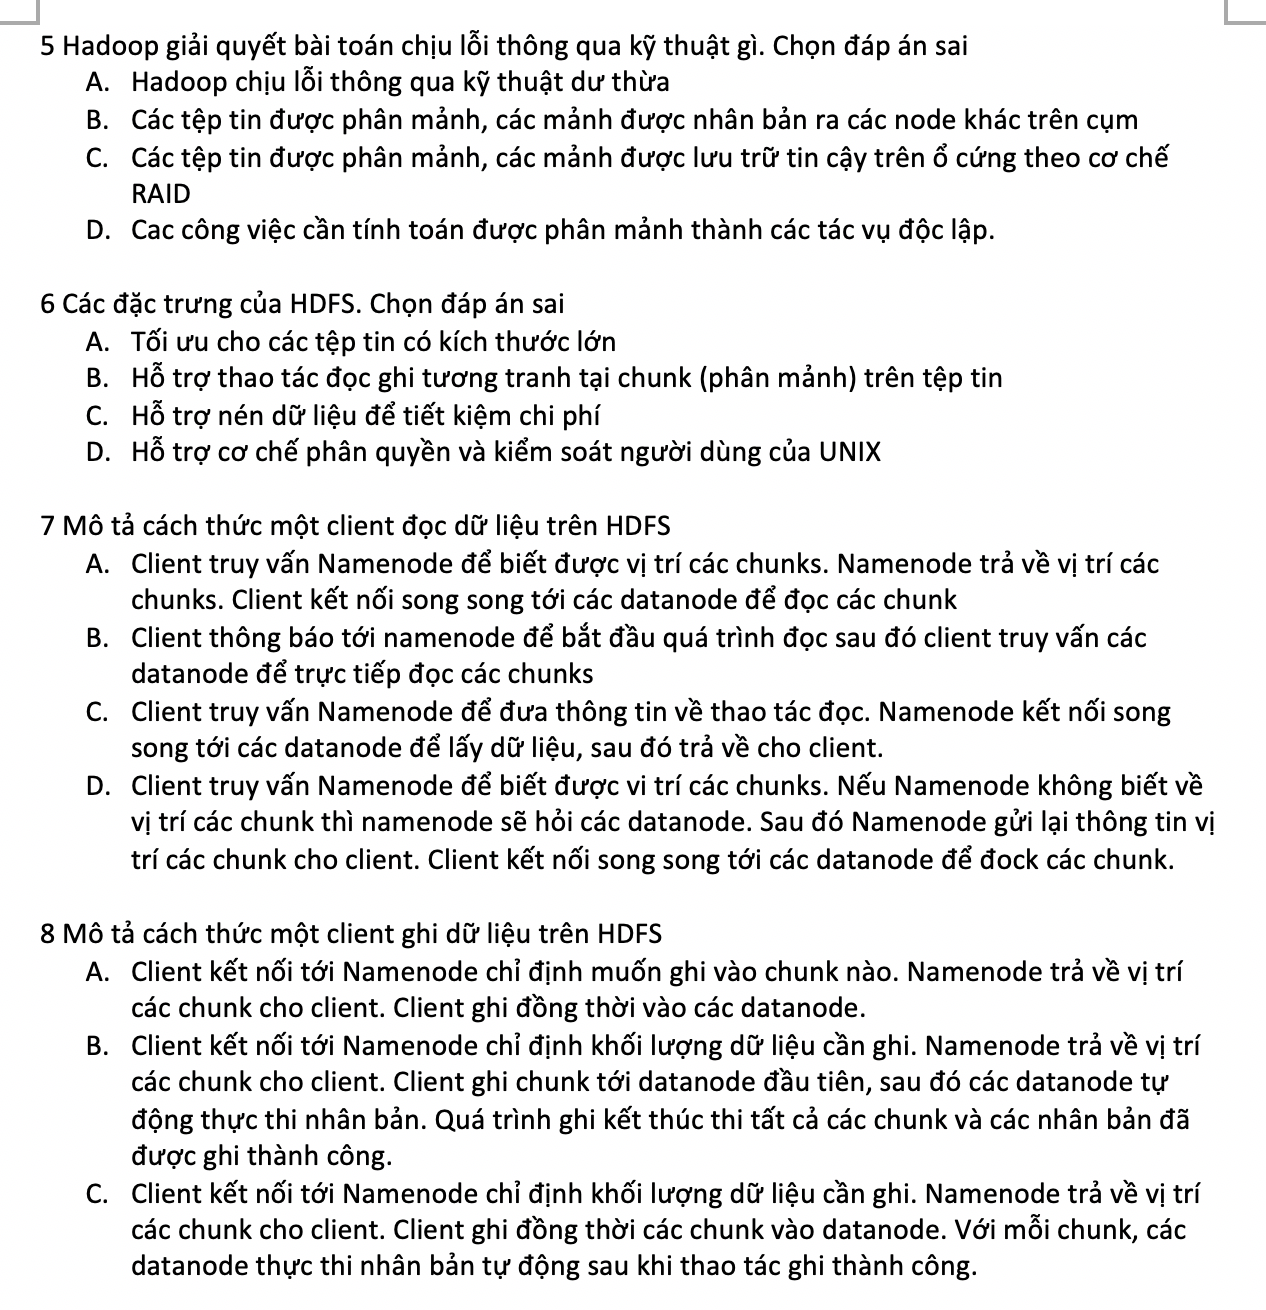 5 Hadoop giải quyết bài toán chịu lỗi thông qua kỹ thuật gì. Chọn đáp án sai
A. Hadoop chịu lỗi thông qua kỹ thuật dư thừa
B. Các tệp tin được phân mảnh, các mảnh được nhân bản ra các node khác trên cụm
C. Các tệp tin được phân mảnh, các mảnh được lưu trữ tin cậy trên ổ cứng theo cơ chế
RAID
D. Cac công việc cần tính toán được phân mảnh thành các tác vụ độc lập.
6 Các đặc trưng của HDFS. Chọn đáp án sai
A. Tối ưu cho các tệp tin có kích thước lớn
B. Hỗ trợ thao tác đọc ghi tương tranh tại chunk (phân mảnh) trên tệp tin
C. Hỗ trợ nén dữ liệu để tiết kiệm chi phí
D. Hỗ trợ cơ chế phân quyền và kiểm soát người dùng của UNIX
7 Mô tả cách thức một client đọc dữ liệu trên HDFS
A. Client truy vấn Namenode để biết được vị trí các chunks. Namenode trả về vị trí các
chunks. Client kết nối song song tới các datanode để đọc các chunk
B. Client thông báo tới namenode để bắt đầu quá trình đọc sau đó client truy vấn các
datanode để trực tiếp đọc các chunks
C. Client truy vấn Namenode để đưa thông tin về thao tác đọc. Namenode kết nối song
song tới các datanode để lấy dữ liệu, sau đó trả về cho client.
D. Client truy vấn Namenode để biết được vi trí các chunks. Nếu Namenode không biết về
vị trí các chunk thì namenode sẽ hỏi các datanode. Sau đó Namenode gửi lại thông tin vị
trí các chunk cho client. Client kết nối song song tới các datanode để đock các chunk.
8 Mô tả cách thức một client ghi dữ liệu trên HDFS
A. Client kết nối tới Namenode chỉ định muốn ghi vào chunk nào. Namenode trả về vị trí
các chunk cho client. Client ghi đồng thời vào các datanode.
B. Client kết nối tới Namenode chỉ định khối lượng dữ liệu cần ghi. Namenode trả về vị trí
các chunk cho client. Client ghi chunk tới datanode đầu tiên, sau đó các datanode tự
động thực thi nhân bản. Quá trình ghi kết thúc thi tất cả các chunk và các nhân bản đã
được ghi thành công.
C. Client kết nối tới Namenode chỉ định khối lượng dữ liệu cần ghi. Namenode trả về vị trí
các chunk cho client. Client ghi đồng thời các chunk vào datanode. Với mỗi chunk, các
datanode thực thi nhân bản tự động sau khi thao tác ghi thành công.